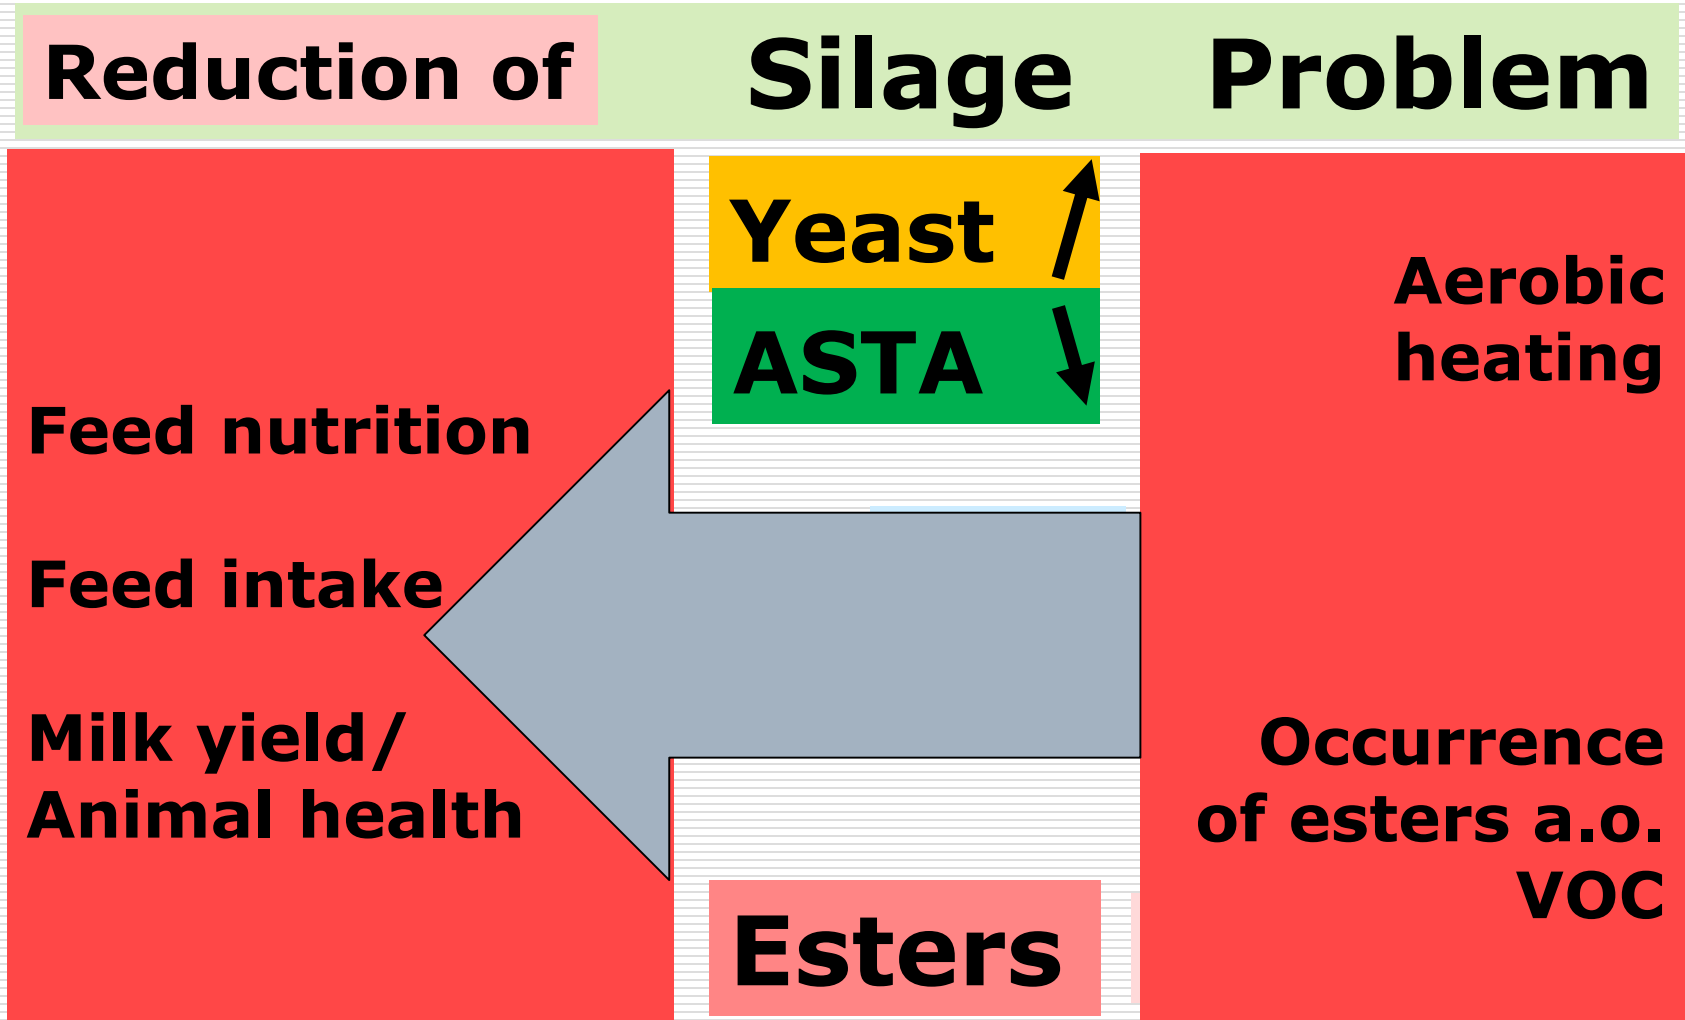 Reduction of Silage Problem
Yeast
ASTA
Aerobic
heating
Feed nutrition
Feed intake
Milk yield/
Animal health
Occurrence
of esters a.o.
VOC
Esters